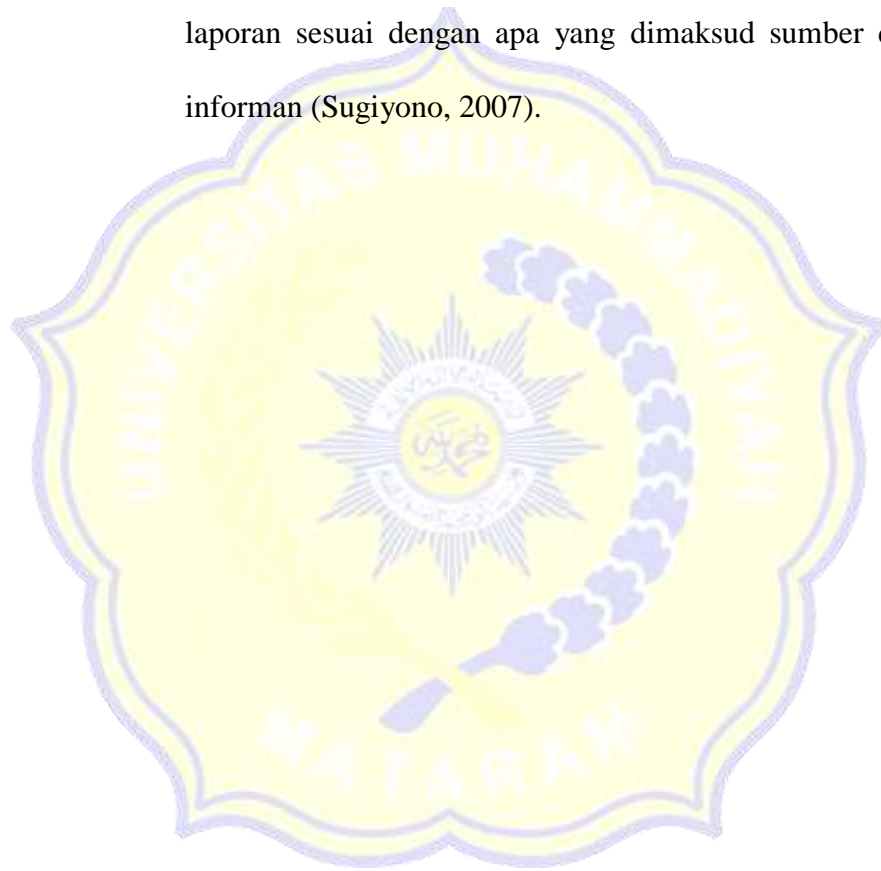 laporan sesuai dengan apa yang dimaksud sumber
informan (Sugiyono, 2007).
UNIVERSITAS MUHAMMADIYAH
MATARAM